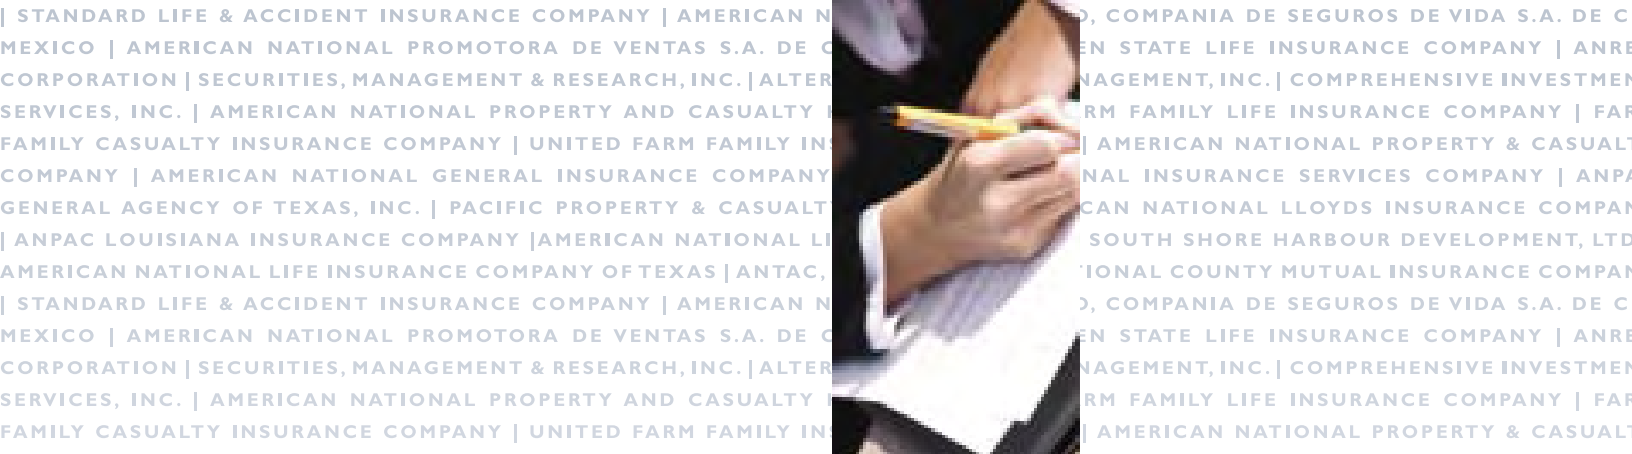 | STANDARD LIFE & ACCIDENT INSURANCE COMPANY | AMERICAN N O, COMPANIA DE SEGUROS DE VIDA S.A. DE C
MEXICO | AMERICAN NATIONAL PROMOTORA DE VENTAS S.A. DE C EN STATE LIFE INSURANCE COMPANY | ANRE
CORPORATION | SECURITIES, MANAGEMENT & RESEARCH, INC. | ALTER NAGEMENT, INC. | COMPREHENSIVE INVESTMEN
SERVICES, INC. | AMERICAN NATIONAL PROPERTY AND CASUALTY RM FAMILY LIFE INSURANCE COMPANY | FAR
FAMILY CASUALTY INSURANCE COMPANY | UNITED FARM FAMILY INS | AMERICAN NATIONAL PROPERTY & CASUALT
COMPANY | AMERICAN NATIONAL GENERAL INSURANCE COMPANY NAL INSURANCE SERVICES COMPANY | ANPA
GENERAL AGENCY OF TEXAS, INC. | PACIFIC PROPERTY & CASUALT CAN NATIONAL LLOYDS INSURANCE COMPAN
| ANPAC LOUISIANA INSURANCE COMPANY |AMERICAN NATIONAL LI SOUTH SHORE HARBOUR DEVELOPMENT, LTD
AMERICAN NATIONAL LIFE INSURANCE COMPANY OF TEXAS | ANTAC, IONAL COUNTY MUTUAL INSURANCE COMPAN
| STANDARD LIFE & ACCIDENT INSURANCE COMPANY | AMERICAN N O, COMPANIA DE SEGUROS DE VIDA S.A. DE C
MEXICO | AMERICAN NATIONAL PROMOTORA DE VENTAS S.A. DE C EN STATE LIFE INSURANCE COMPANY | ANRE
CORPORATION | SECURITIES, MANAGEMENT & RESEARCH, INC. | ALTER NAGEMENT, INC. | COMPREHENSIVE INVESTMEN
SERVICES, INC. | AMERICAN NATIONAL PROPERTY AND CASUALTY RM FAMILY LIFE INSURANCE COMPANY | FAR
FAMILY CASUALTY INSURANCE COMPANY | UNITED FARM FAMILY INS | AMERICAN NATIONAL PROPERTY & CASUALT